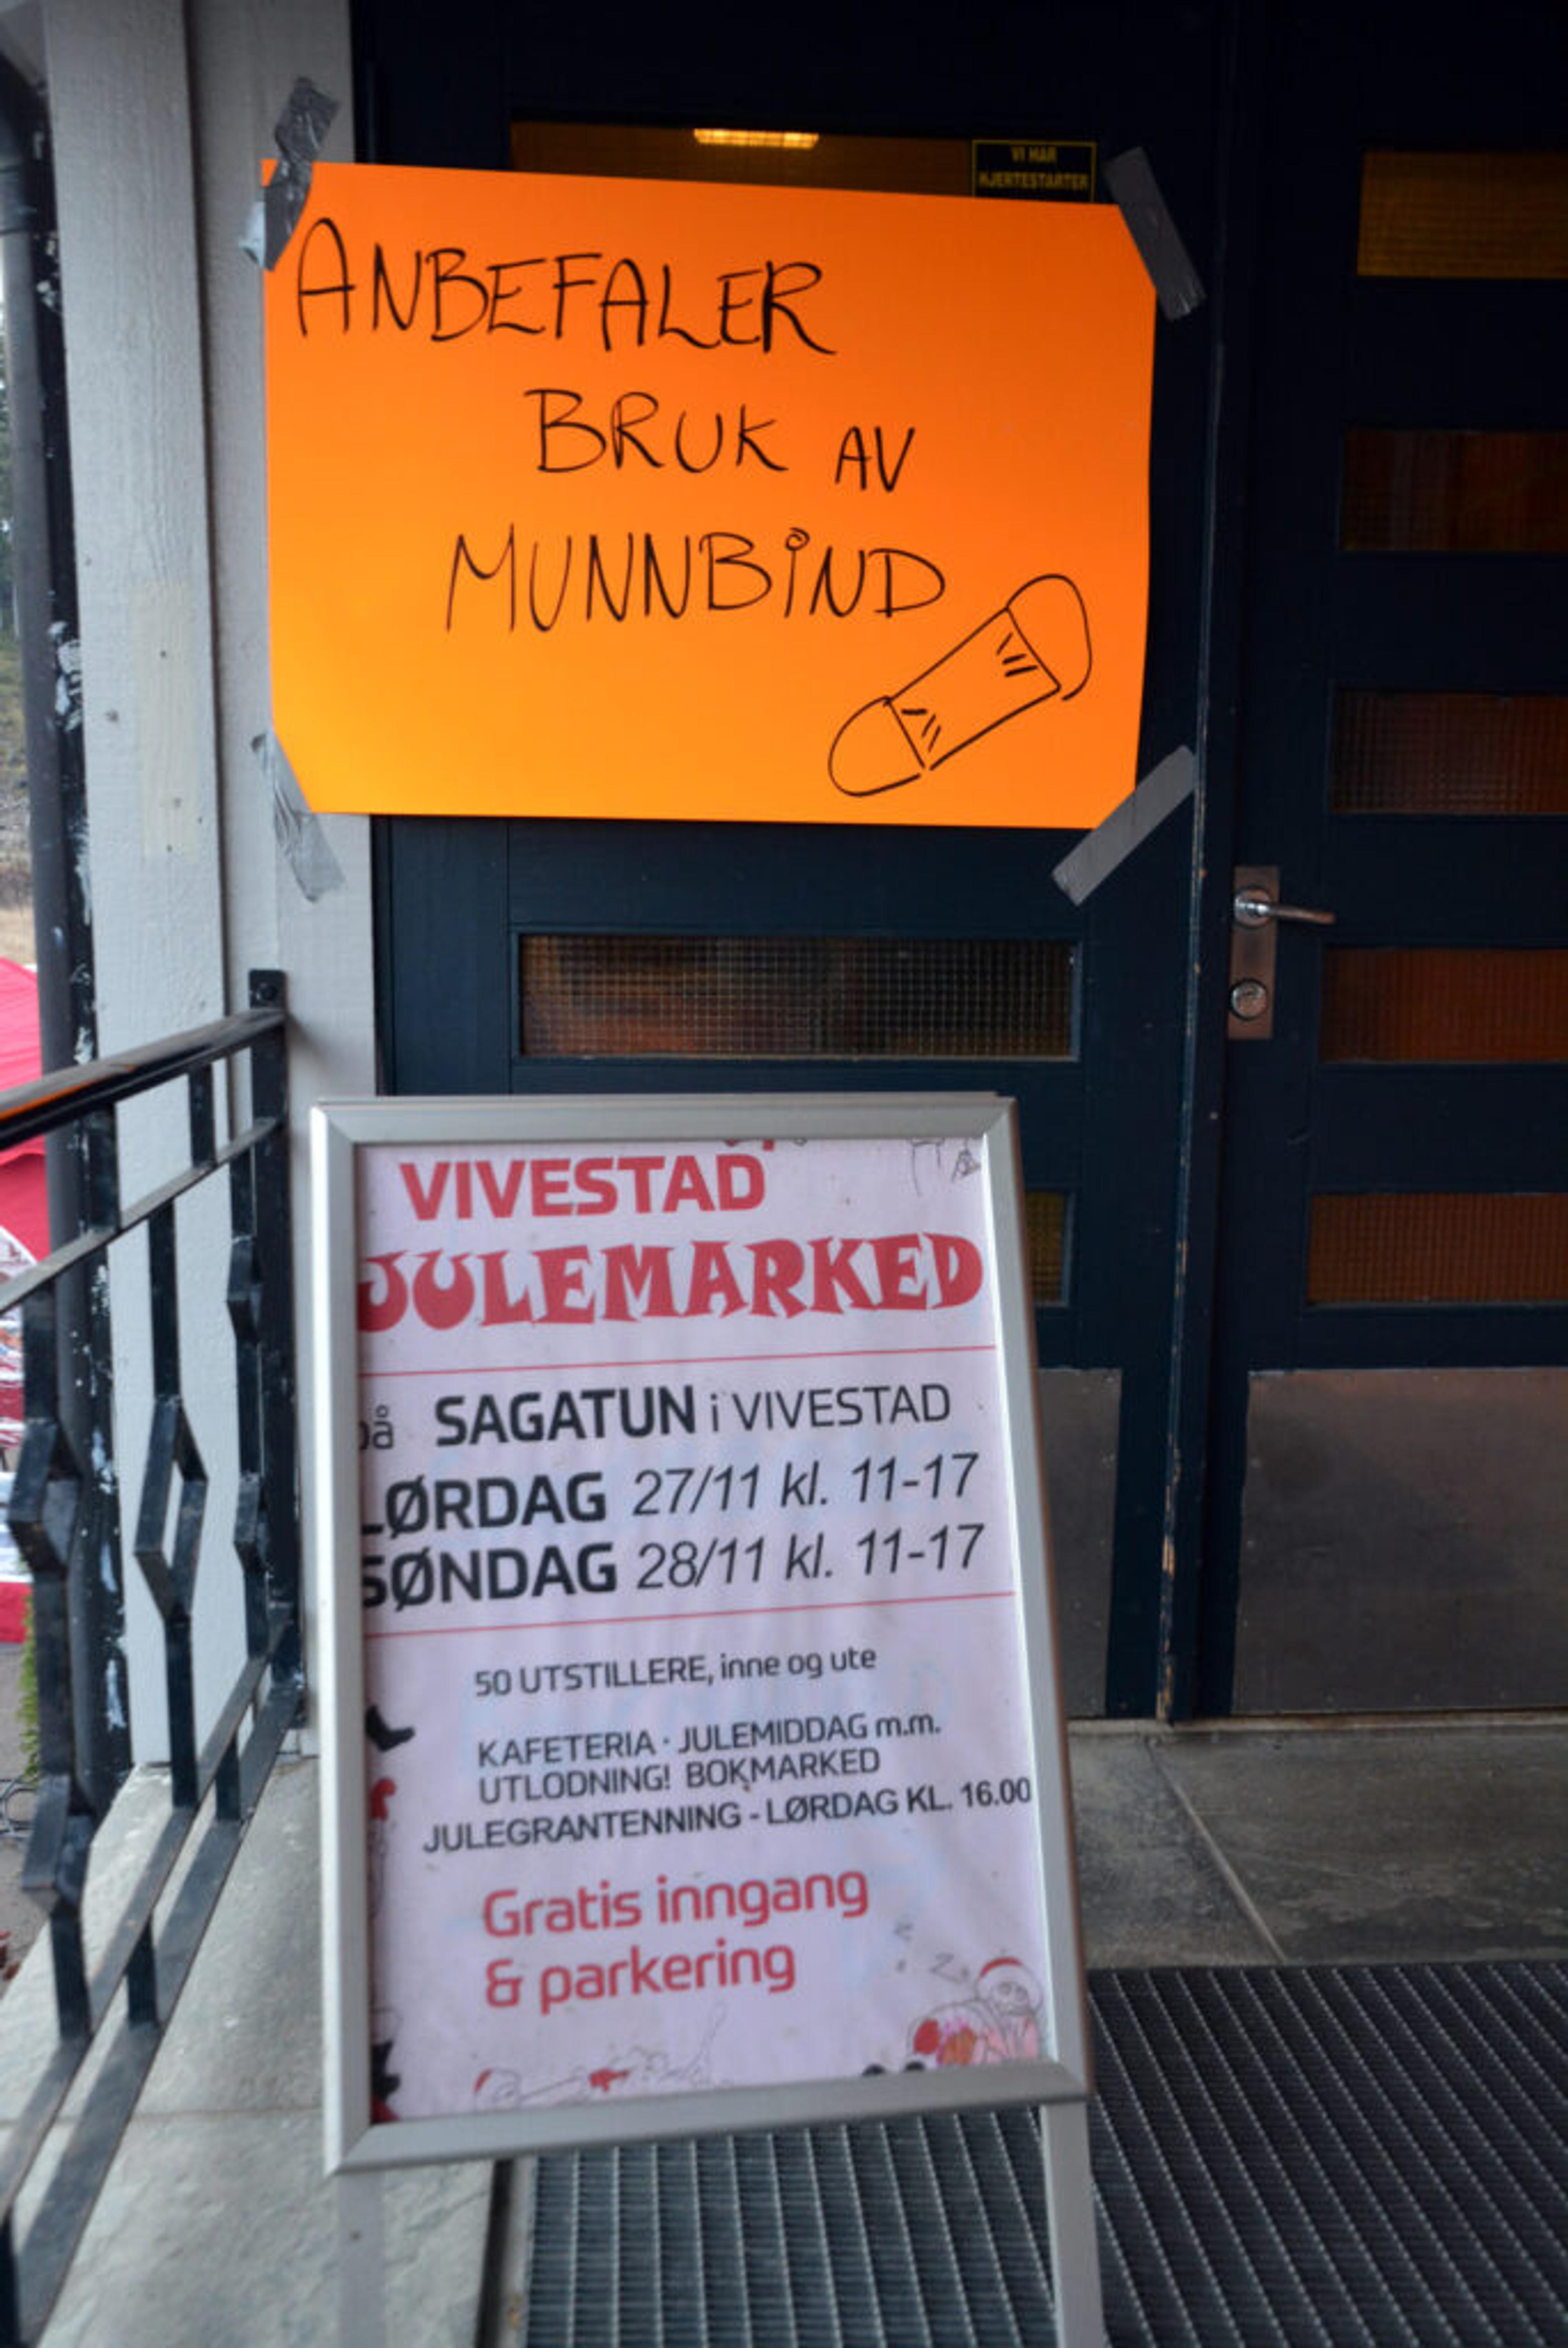 VI HAR
HJERTESTARTER
ANBEFALER
BRUK AV
MUNNBIND
VIVESTAD
JULEMARKED
på SAGATUN i VIVESTAD
LØRDAG 27/11 kl. 11-17
SØNDAG 28/11 kl. 11-17
50 UTSTILLERE, inne og ute
KAFETERIA · JULEMIDDAG m.m.
UTLODNING! BOKMARKED
JULEGRANTENNING - LØRDAG KL. 16.00
Gratis inngang
& parkering